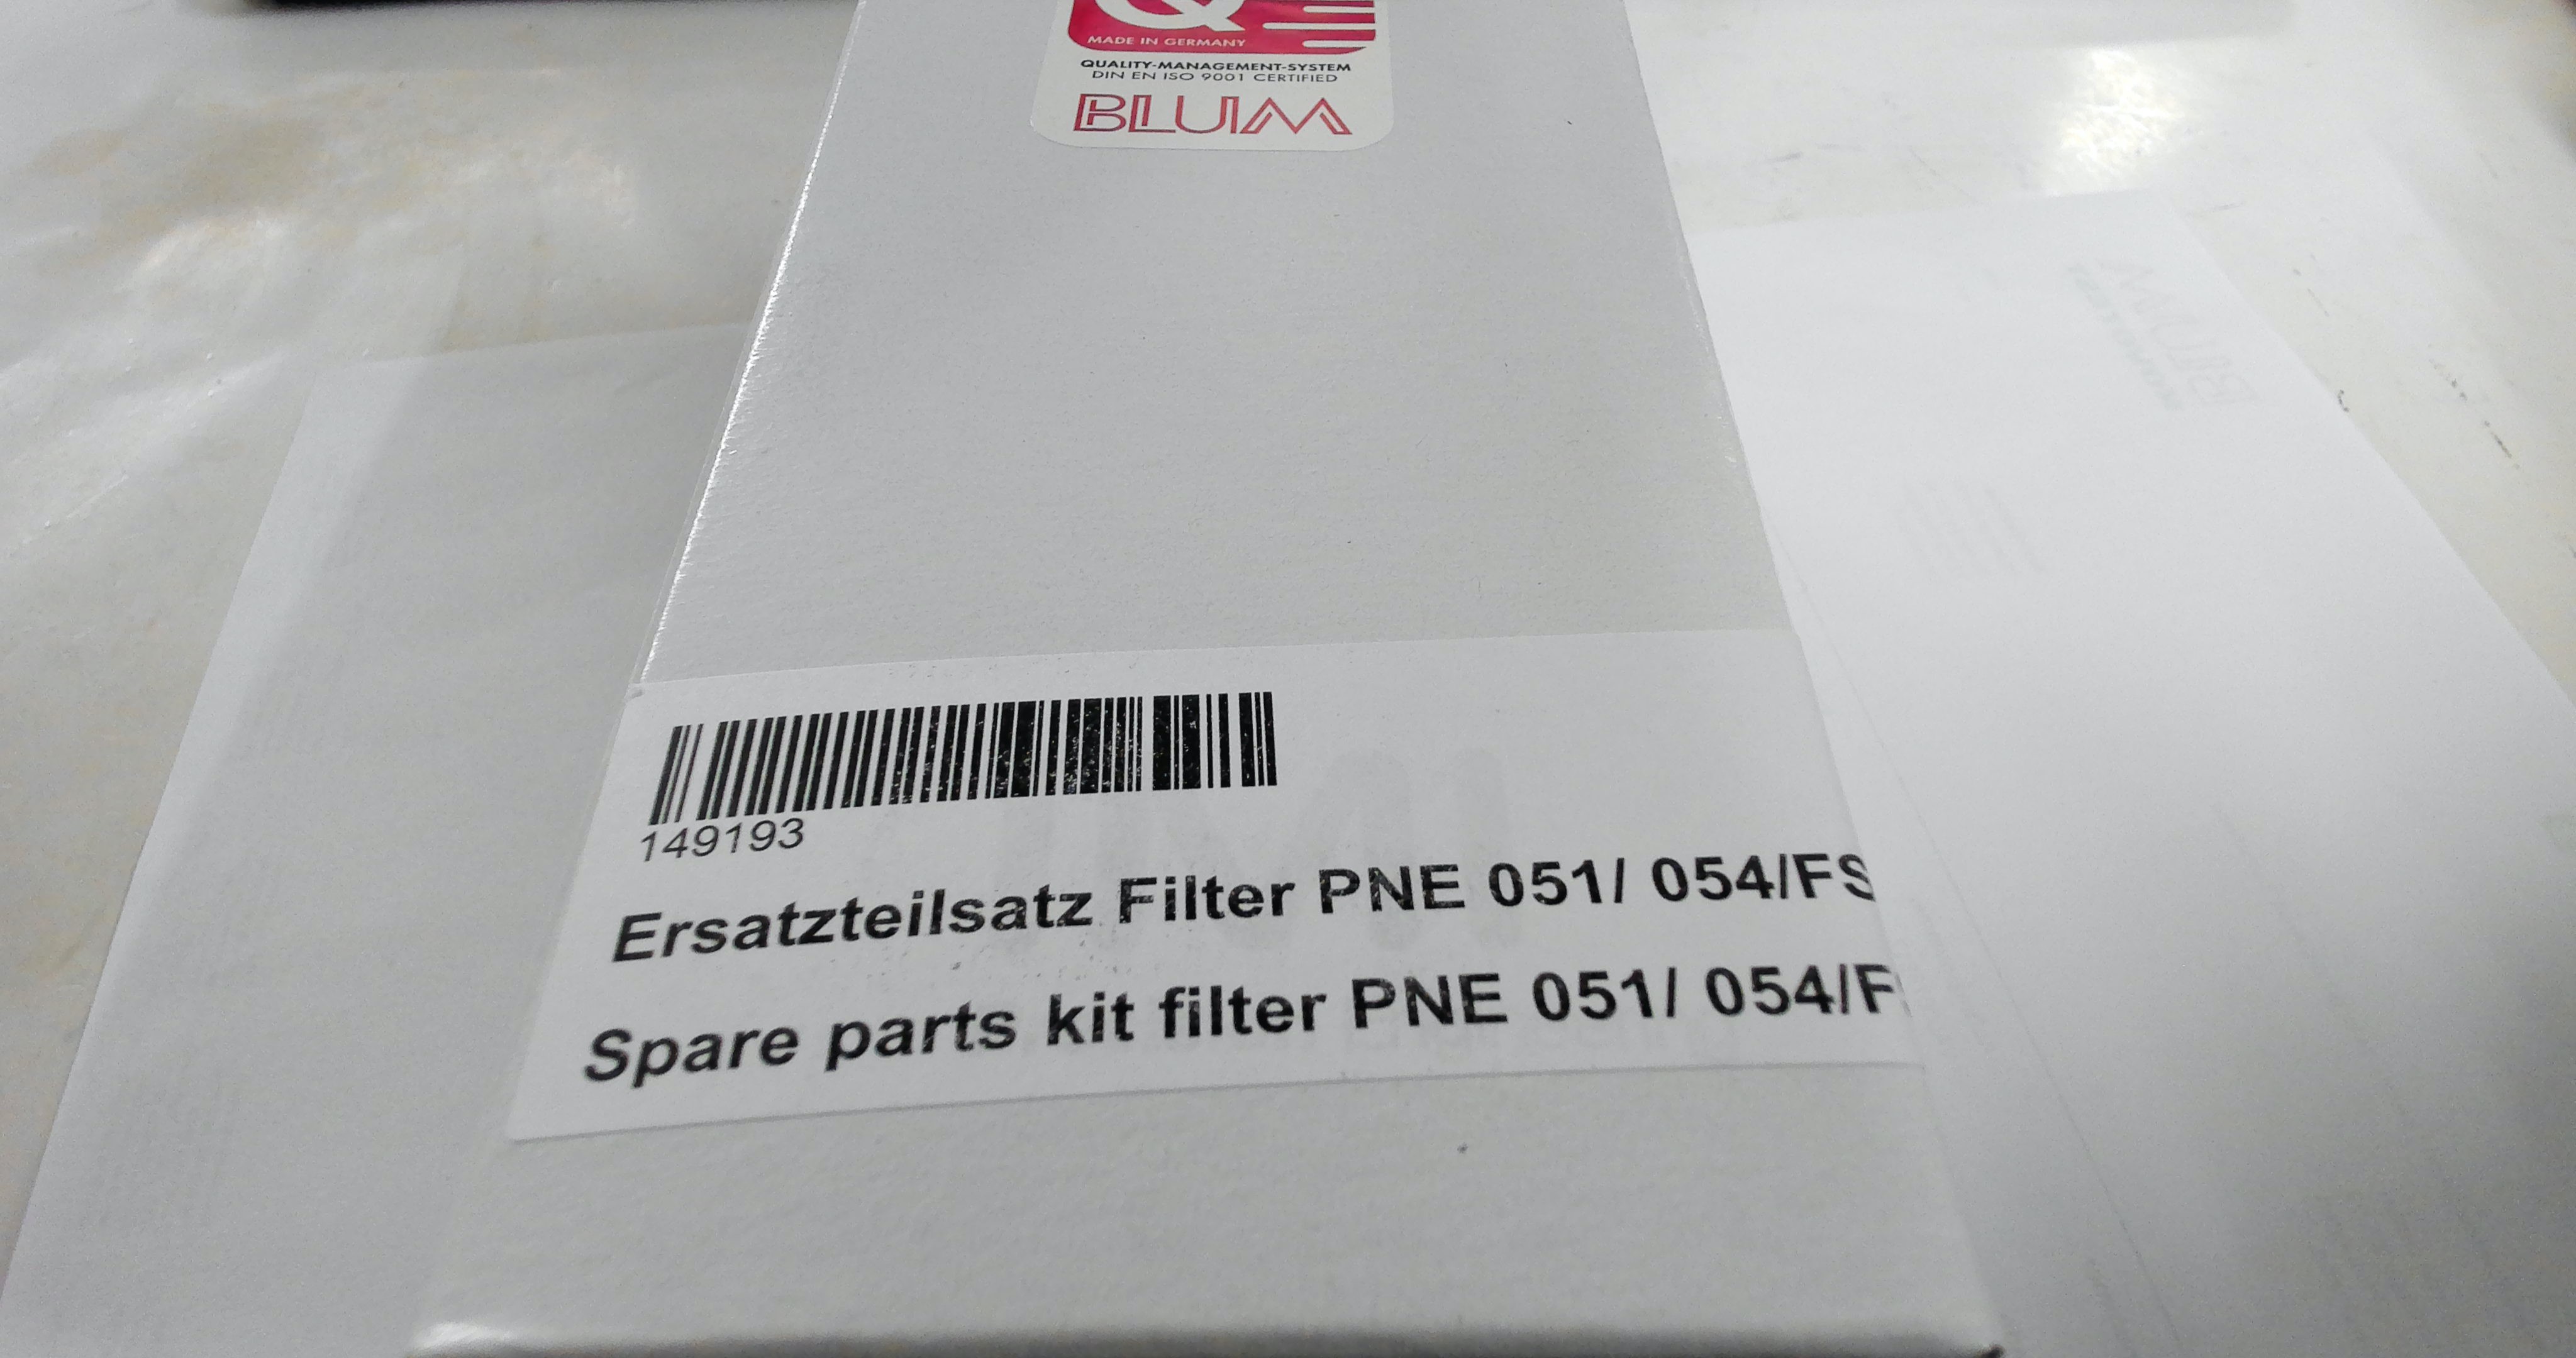 MADE IN GERMANY
QUALITY-MANAGEMENT-SYSTEM
DIN EN ISO 9001 CERTIFIED
BLUM
149193
Ersatzteilsatz Filter PNE 051/ 054/FS
Spare parts kit filter PNE 051/ 054/F